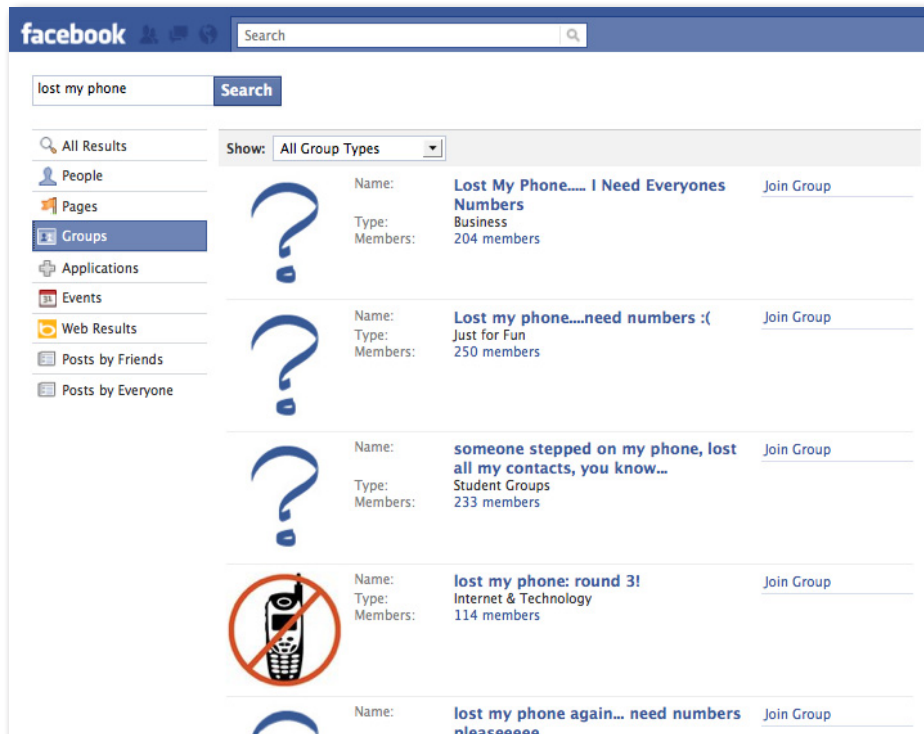 facebook
Search
lost my phone
Search
All Results
People
Pages
Groups
Applications
31
Events
Web Results
Posts by Friends
Posts by Everyone
Show: All Group Types
Name: Lost My Phone..... I Need Everyones
Numbers
Join Group
Type: Business
Members: 204 members
Name: Lost my phone....need numbers :(
Join Group
Type: Just for Fun
Members: 250 members
Name: someone stepped on my phone, lost
all my contacts, you know...
Join Group
Type: Student Groups
Members: 233 members
Name: lost my phone: round 3!
Join Group
Type: Internet & Technology
Members: 114 members
Name: lost my phone again... need numbers
pleaseeeee
Join Group